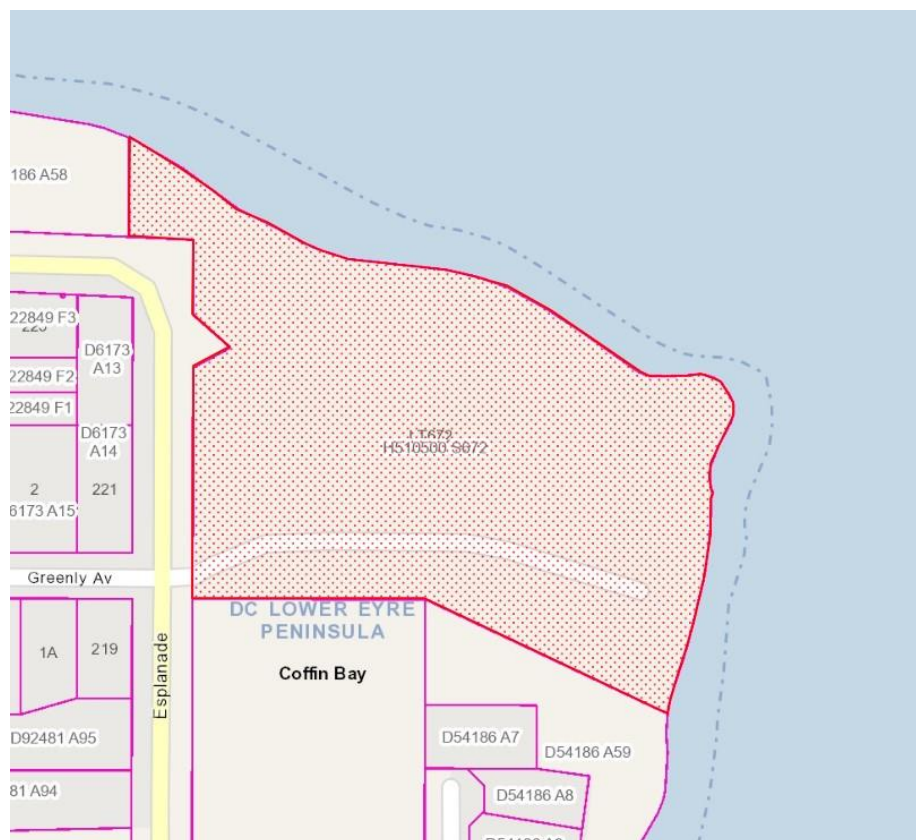 186 A58
22849 F3
D6173
A13
22849 F2
22849 F1
D6173
A14
LT672
H510500 S672
2
221
6173 A15
Greenly Av
DC LOWER EYRE
PENINSULA
1A
219
Esplanade
Coffin Bay
D92481 A95
D54186 A7
D54186 A59
81 A94
D54186 A8